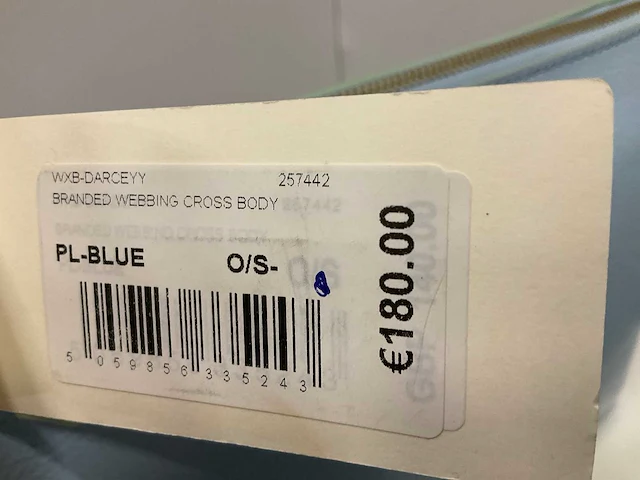 WXB-DARCEYY 257442
BRANDED WEBBING CROSS BODY
PL-BLUE O/S-
€180.00
5 059856 335243